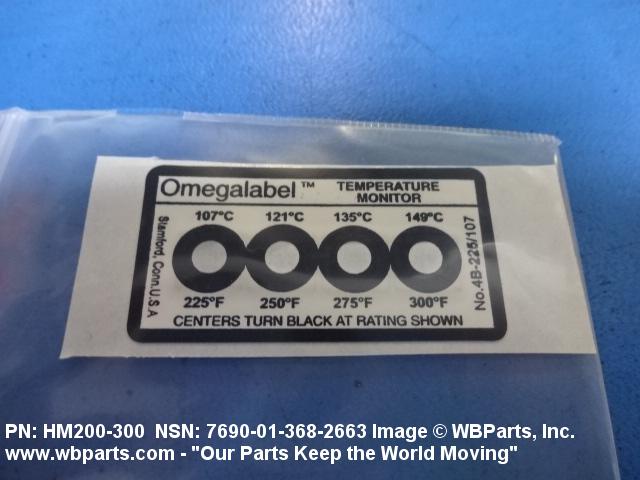 Omegalabel™ TEMPERATURE MONITOR
107°C 121°C 135°C 149°C
Stamford, Conn. U.S.A
No.4B-225/107
225°F 250°F 275°F 300°F
CENTERS TURN BLACK AT RATING SHOWN
PN: HM200-300 NSN: 7690-01-368-2663 Image © WBParts, Inc.
www.wbparts.com - "Our Parts Keep the World Moving"